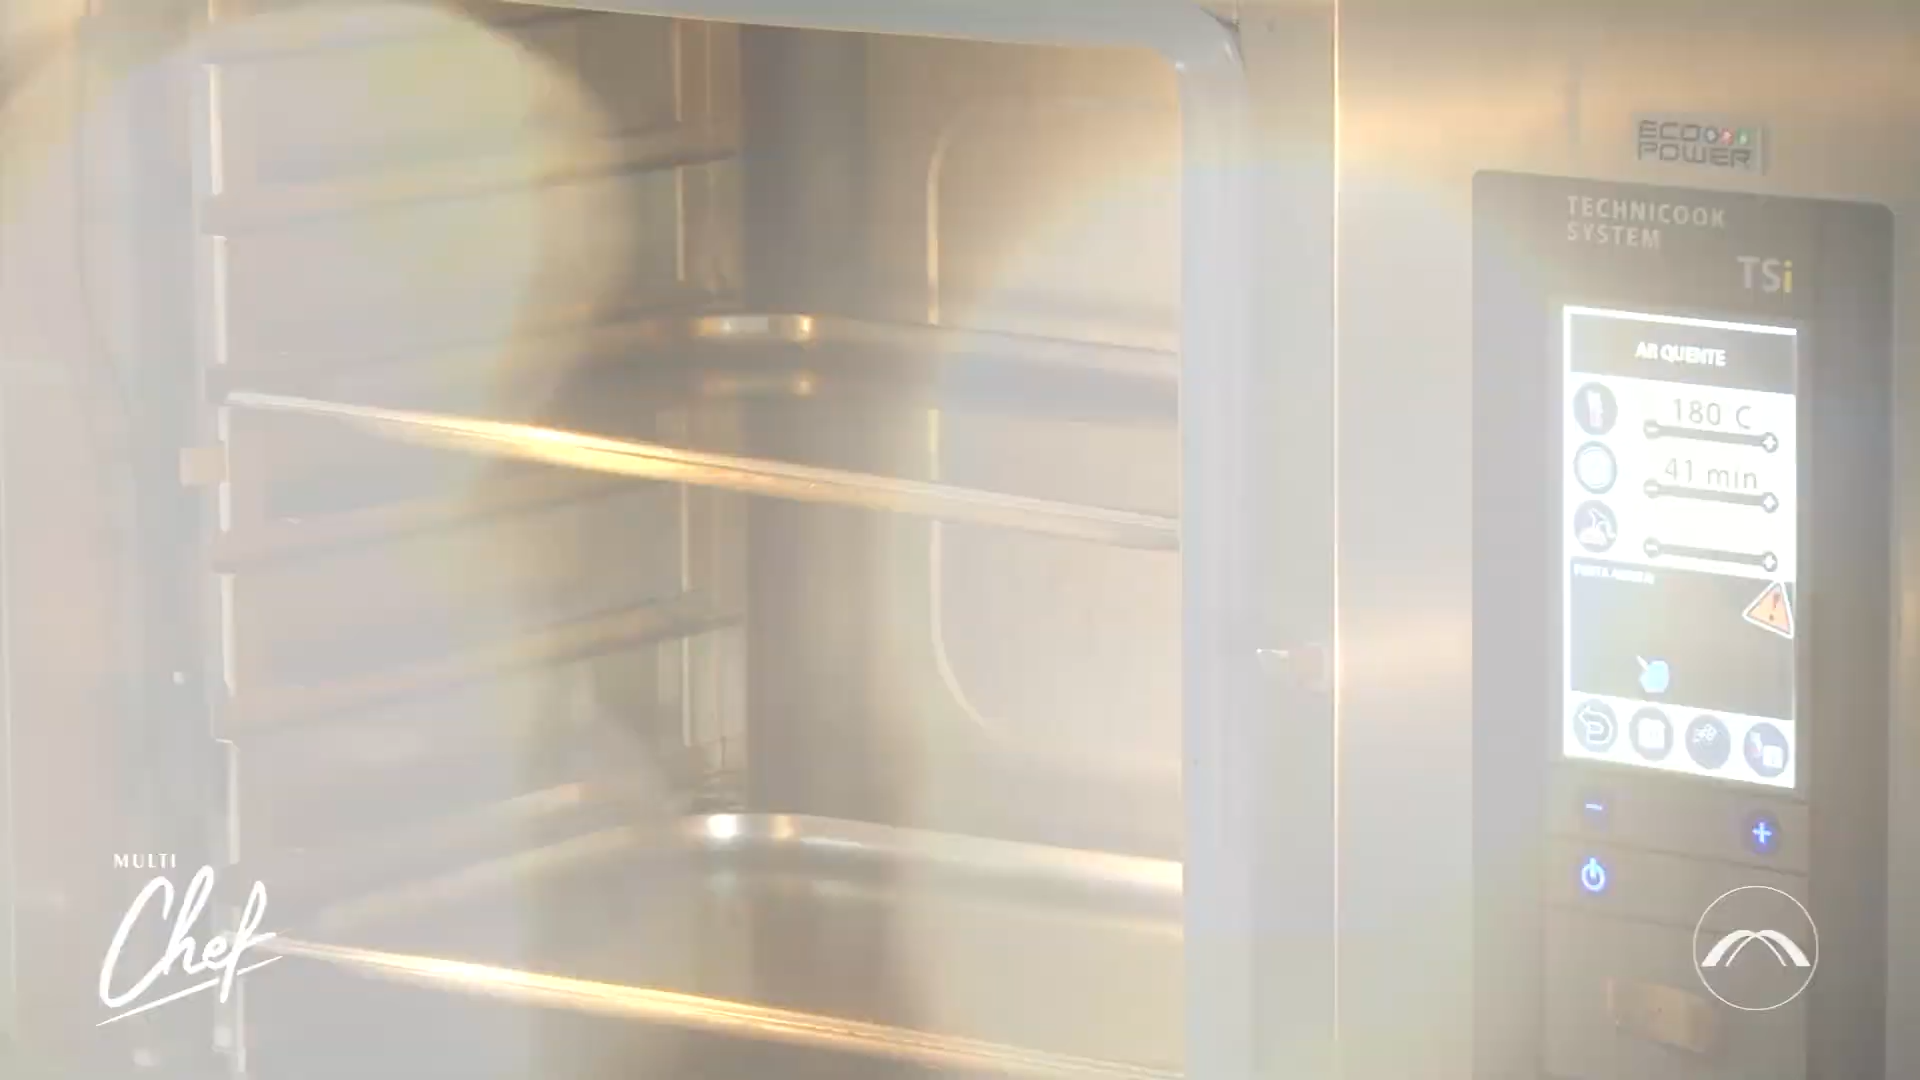 ECO
POWER
TECHNICOOK
SYSTEM
TSi
AR QUENTE
180°C
41 min
MULTI
Chef